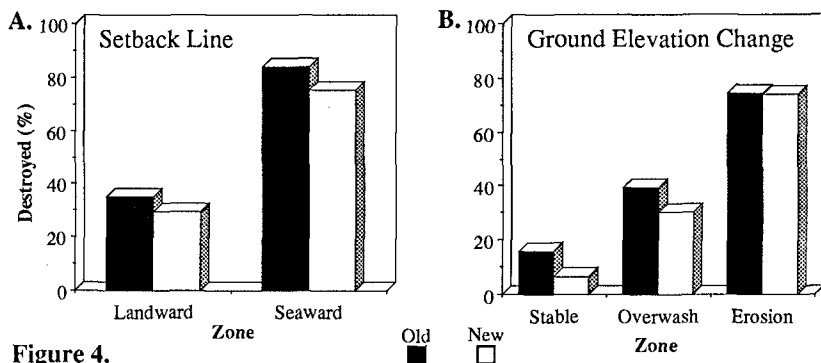 A.
Setback Line
Destroyed (%)
100
80
60
40
20
0
Landward
Seaward
Zone
B.
Ground Elevation Change
100
80
60
40
20
0
Stable
Overwash
Erosion
Zone
Old
New
Figure 4.